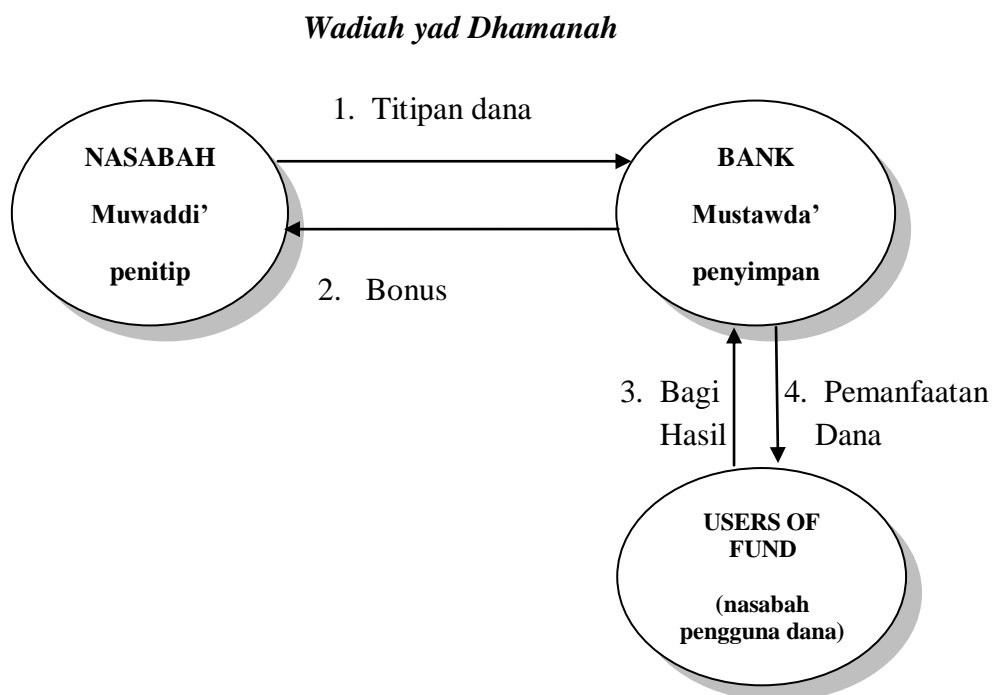 Wadiah yad Dhamanah
1. Titipan dana
NASABAH
Muwaddi’
penitip
BANK
Mustawda’
penyimpan
2. Bonus
3. Bagi
Hasil
4. Pemanfaatan
Dana
USERS OF
FUND
(nasabah
pengguna dana)